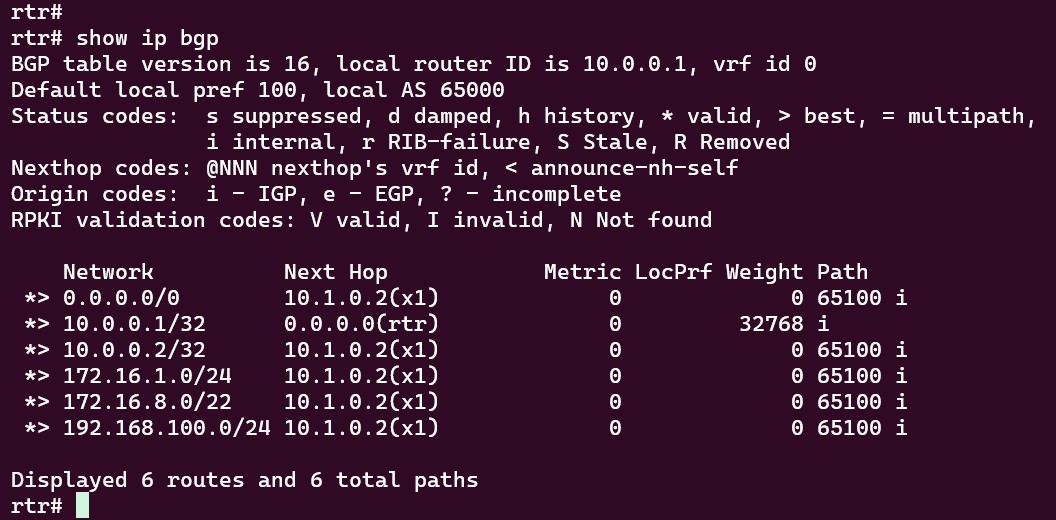 rtr#
rtr# show ip bgp
BGP table version is 16, local router ID is 10.0.0.1, vrf id 0
Default local pref 100, local AS 65000
Status codes:  s suppressed, d damped, h history, * valid, > best, = multipath,
               i internal, r RIB-failure, S Stale, R Removed
Nexthop codes: @NNN nexthop's vrf id, < announce-nh-self
Origin codes:  i - IGP, e - EGP, ? - incomplete
RPKI validation codes: V valid, I invalid, N Not found

    Network          Next Hop            Metric LocPrf Weight Path
 *> 0.0.0.0/0        10.1.0.2(x1)             0             0 65100 i
 *> 10.0.0.1/32      0.0.0.0(rtr)             0         32768 i
 *> 10.0.0.2/32      10.1.0.2(x1)             0             0 65100 i
 *> 172.16.1.0/24    10.1.0.2(x1)             0             0 65100 i
 *> 172.16.8.0/22    10.1.0.2(x1)             0             0 65100 i
 *> 192.168.100.0/24 10.1.0.2(x1)             0             0 65100 i

Displayed 6 routes and 6 total paths
rtr#